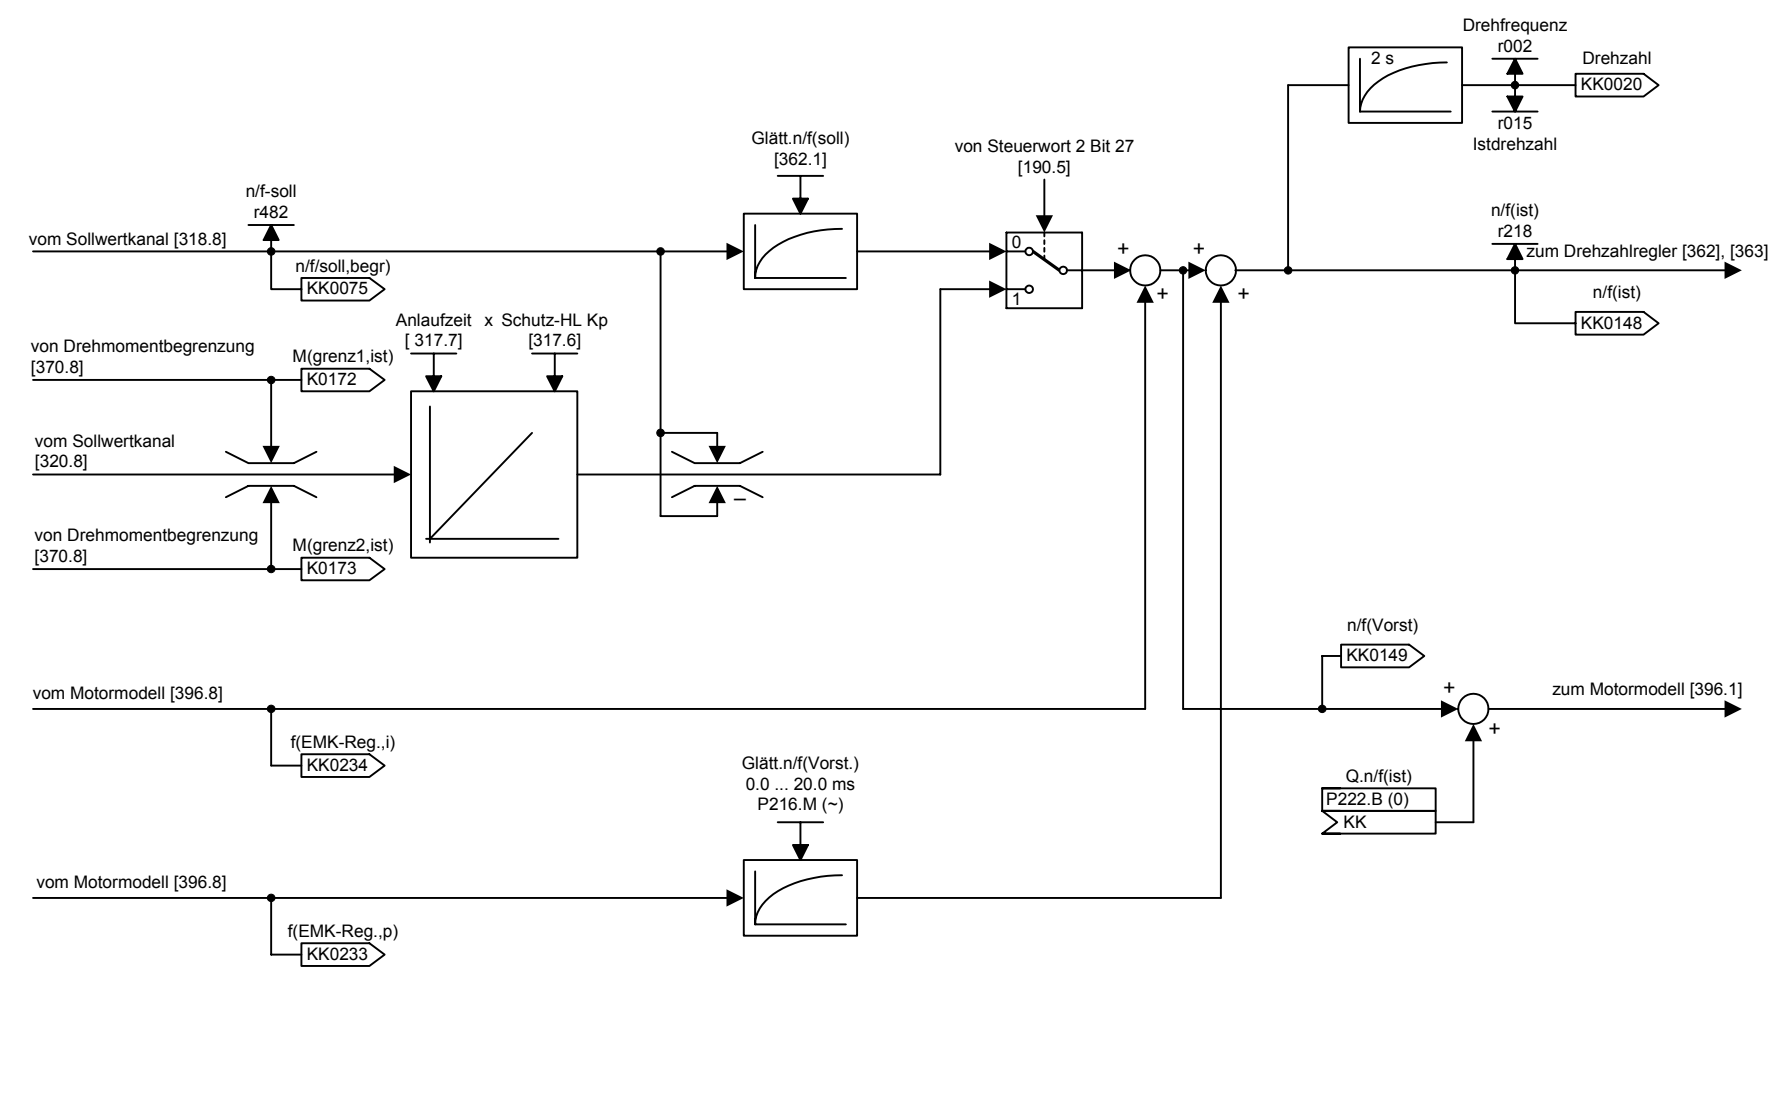 Drehfrequenz
r002
2 s
Drehzahl
KK0020
r015
Istdrehzahl
Glätt.n/f(soll)
[362.1]
von Steuerwort 2 Bit 27
[190.5]
n/f-soll
r482
vom Sollwertkanal [318.8]
n/f/soll,begr)
KK0075
0
1
+
+
+
+
n/f(ist)
r218
zum Drehzahlregler [362], [363]
n/f(ist)
KK0148
Anlaufzeit x Schutz-HL Kp
[ 317.7] [317.6]
von Drehmomentbegrenzung
[370.8]
M(grenz1,ist)
K0172
vom Sollwertkanal
[320.8]
–
von Drehmomentbegrenzung
[370.8]
M(grenz2,ist)
K0173
n/f(Vorst)
KK0149
vom Motormodell [396.8]
+
+
zum Motormodell [396.1]
f(EMK-Reg.,i)
KK0234
Glätt.n/f(Vorst.)
0.0 ... 20.0 ms
P216.M (~)
Q.n/f(ist)
P222.B (0)
KK
vom Motormodell [396.8]
f(EMK-Reg.,p)
KK0233